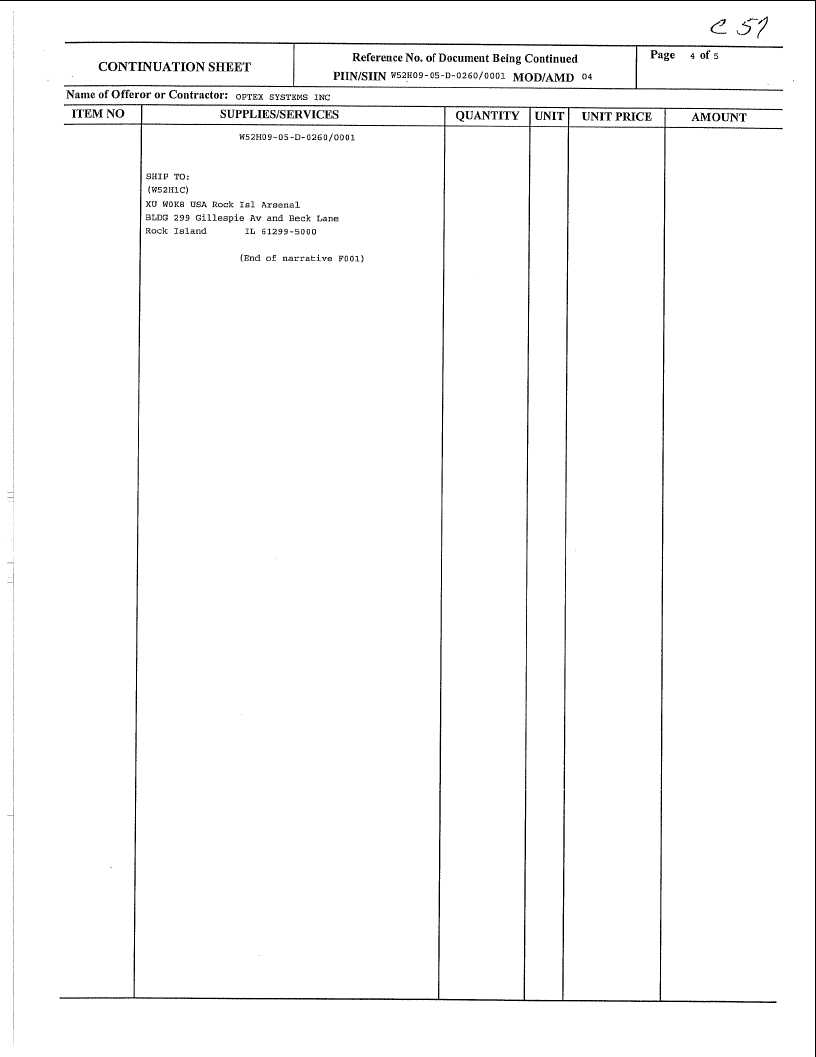 C 57
CONTINUATION SHEET
Reference No. of Document Being Continued
PIIN/SIIN W52H09-05-D-0260/0001 MOD/AMD 04
Page 4 of 5
Name of Offeror or Contractor: OPTEX SYSTEMS INC
ITEM NO SUPPLIES/SERVICES QUANTITY UNIT UNIT PRICE AMOUNT
W52H09-05-D-0260/0001
SHIP TO:
(W52H1C)
XU W0K8 USA Rock Isl Arsenal
BLDG 299 Gillespie Av and Beck Lane
Rock Island IL 61299-5000
(End of narrative F001)